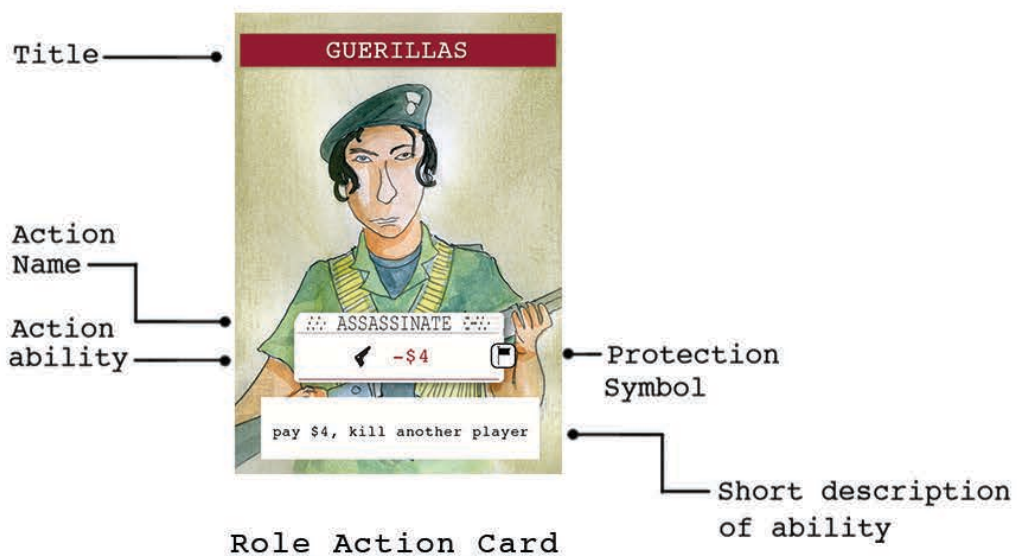 GUERILLAS
Title
Action
Name
ASSASSINATE
Action
ability
-$4
Protection
Symbol
pay $4, kill another player
Short description
of ability
Role Action Card